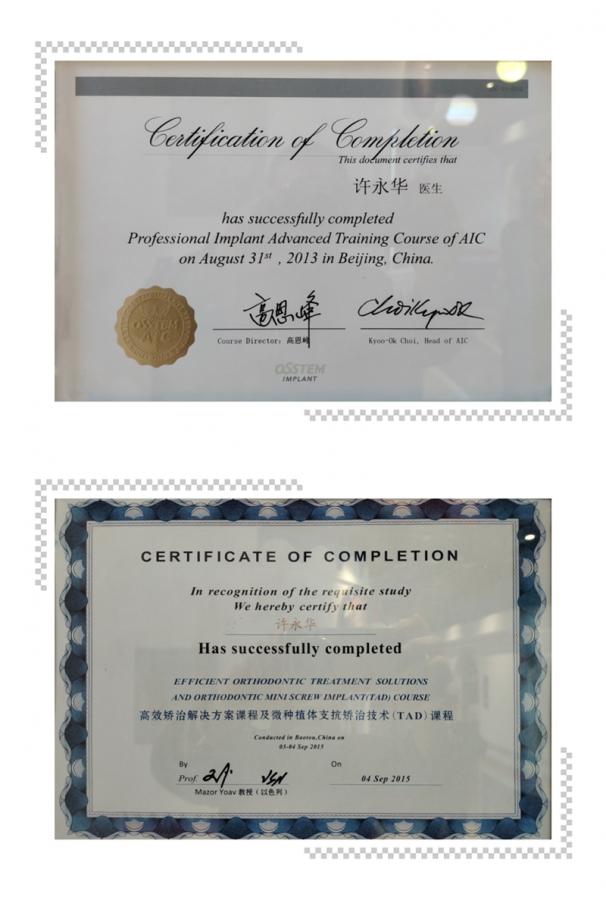 Certification of Completion
This document certifies that
许永华 医生
has successfully completed
Professional Implant Advanced Training Course of AIC
on August 31st , 2013 in Beijing, China.
高恩峰
Course Director: 高恩峰
Kyoo-Ok Choi, Head of AIC
OSSTEM
AIC
OSSTEM
IMPLANT
CERTIFICATE OF COMPLETION
In recognition of the requisite study
We hereby certify that
许永华
Has successfully completed
EFFICIENT ORTHODONTIC TREATMENT SOLUTIONS
AND ORTHODONTIC MINI SCREW IMPLANT(TAD) COURSE
高效矫治解决方案课程及微种植体支抗矫治技术(TAD)课程
Conducted in Baotou,China on
03-04 Sep 2015
By
On
Prof.
04 Sep 2015
Mazor Yoav 教授 (以色列)